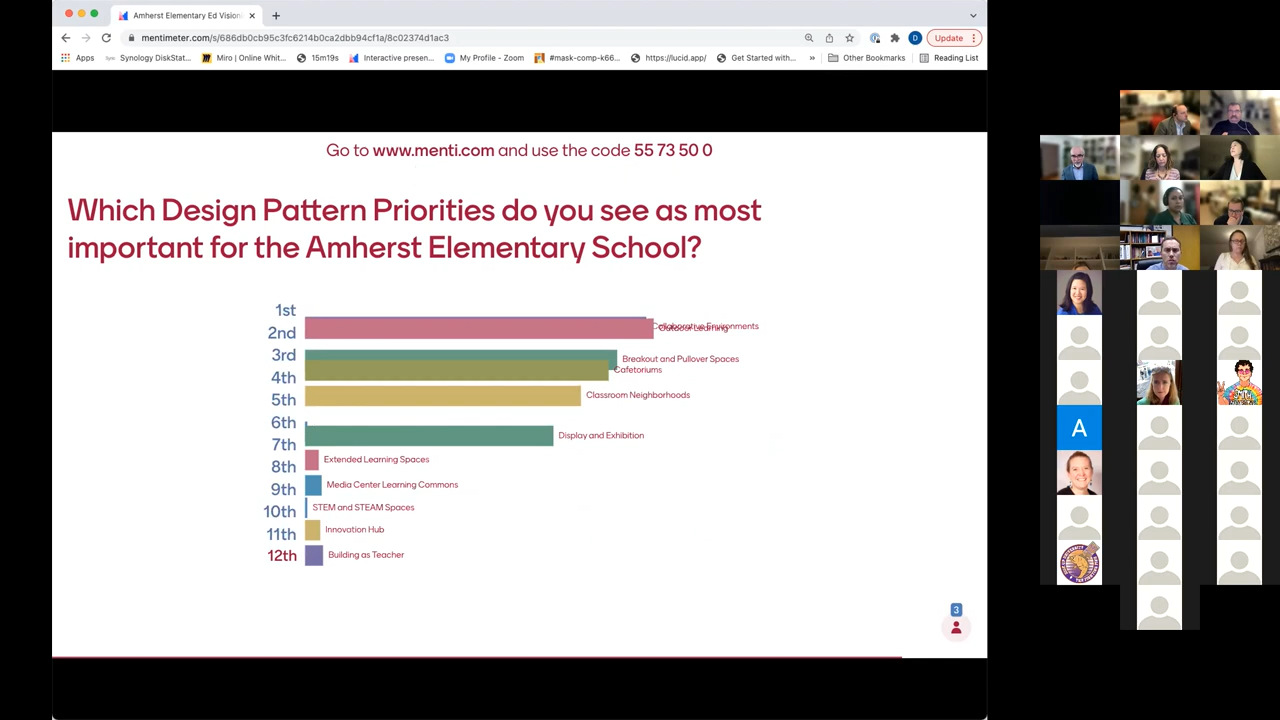 Amherst Elementary Ed Vision
mentimeter.com/s/686db0cb95c3fc6214b0ca2dbb94cf1a/8c02374d1ac3
Update
Apps
Synology DiskStat...
Miro | Online Whit...
15m19s
Interactive presen...
My Profile - Zoom
#mask-comp-k66...
https://lucid.app/
Get Started with...
»
Other Bookmarks
Reading List
Go to www.menti.com and use the code 55 73 50 0
Which Design Pattern Priorities do you see as most
important for the Amherst Elementary School?
1st
Collaborative Environments
Outdoor Learning
2nd
3rd
Breakout and Pullover Spaces
Cafetoriums
4th
5th
Classroom Neighborhoods
6th
7th
Display and Exhibition
8th
Extended Learning Spaces
9th
Media Center Learning Commons
10th
STEM and STEAM Spaces
11th
Innovation Hub
12th
Building as Teacher
3
D
A